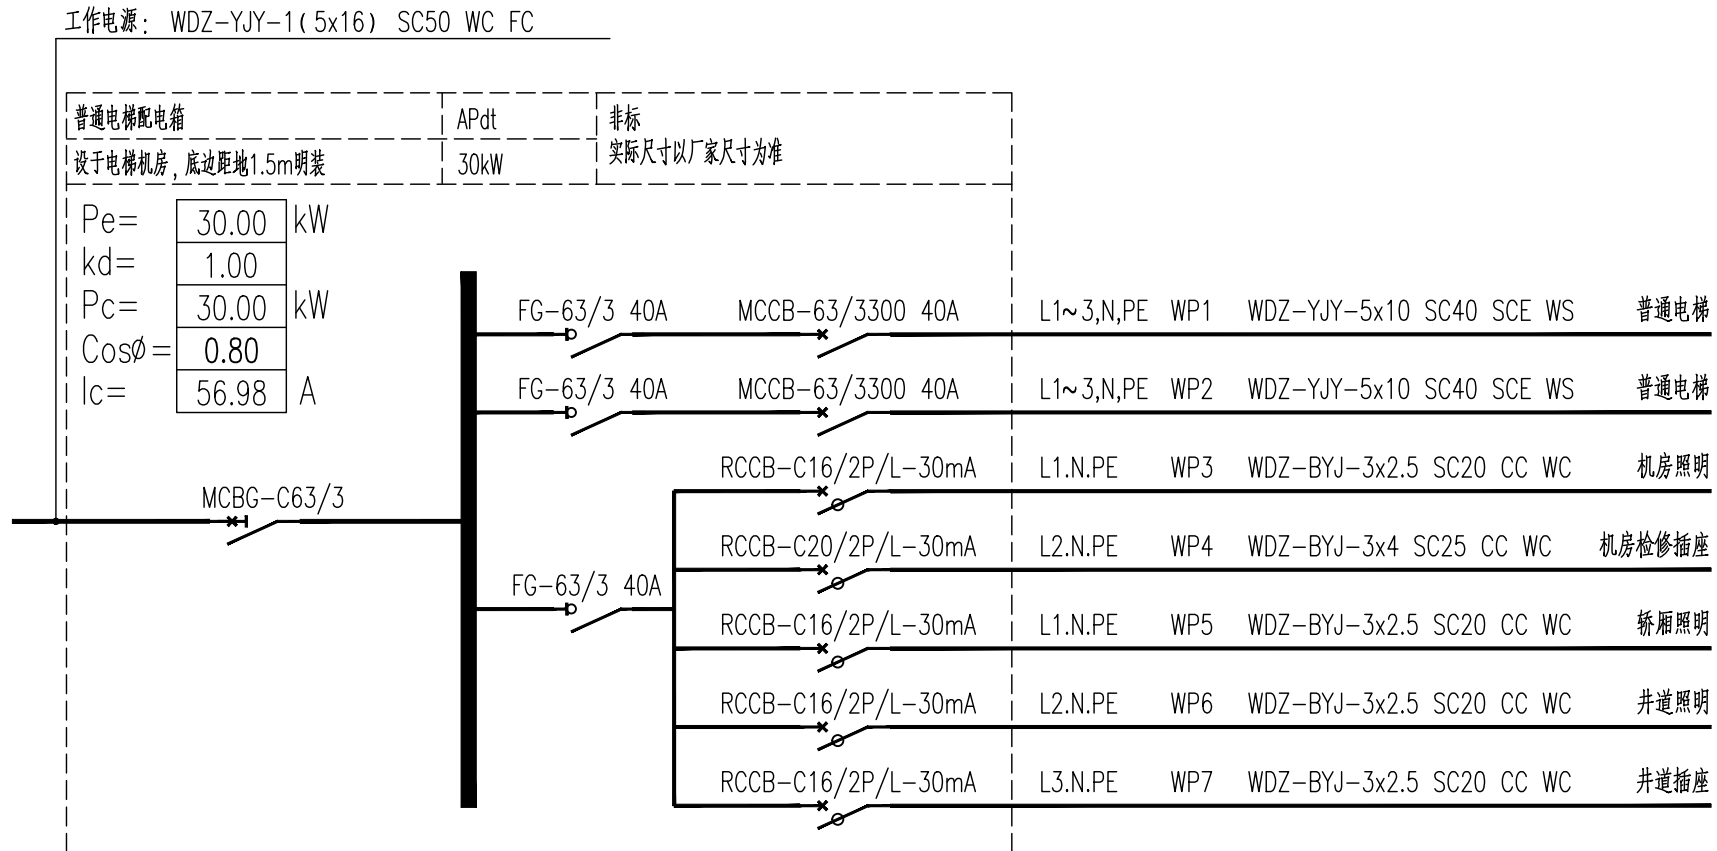 工作电源: WDZ-YJY-1(5x16) SC50 WC FC
普通电梯配电箱 APdt 非标
设于电梯机房,底边距地1.5m明装 30kW 实际尺寸以厂家尺寸为准
Pe= 30.00 kW
kd= 1.00
Pc= 30.00 kW
CosØ= 0.80
Ic= 56.98 A
FG-63/3 40A MCCB-63/3300 40A L1~3,N,PE WP1 WDZ-YJY-5x10 SC40 SCE WS 普通电梯
FG-63/3 40A MCCB-63/3300 40A L1~3,N,PE WP2 WDZ-YJY-5x10 SC40 SCE WS 普通电梯
RCCB-C16/2P/L-30mA L1.N.PE WP3 WDZ-BYJ-3x2.5 SC20 CC WC 机房照明
MCBG-C63/3
RCCB-C20/2P/L-30mA L2.N.PE WP4 WDZ-BYJ-3x4 SC25 CC WC 机房检修插座
FG-63/3 40A
RCCB-C16/2P/L-30mA L1.N.PE WP5 WDZ-BYJ-3x2.5 SC20 CC WC 轿厢照明
RCCB-C16/2P/L-30mA L2.N.PE WP6 WDZ-BYJ-3x2.5 SC20 CC WC 井道照明
RCCB-C16/2P/L-30mA L3.N.PE WP7 WDZ-BYJ-3x2.5 SC20 CC WC 井道插座